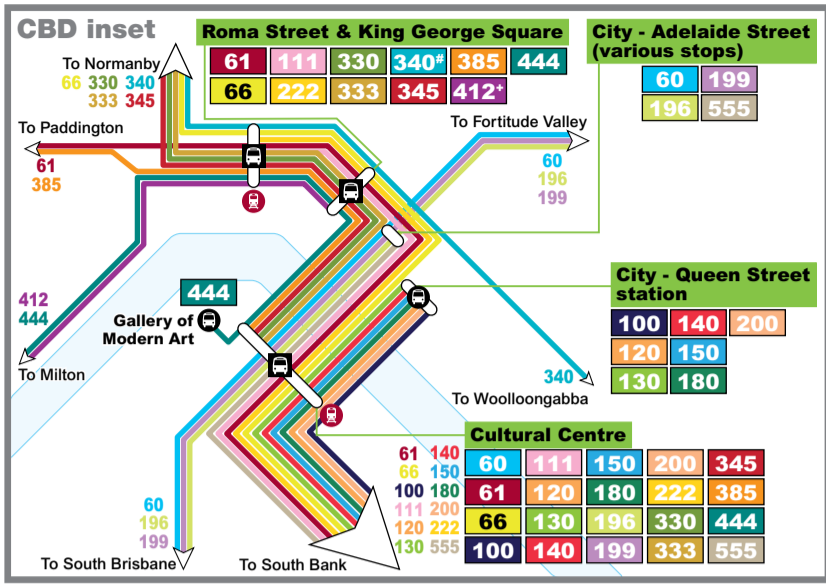 CBD inset
Roma Street & King George Square
61 111 330 340# 385 444
66 222 333 345 412+
City - Adelaide Street
(various stops)
60 199
196 555
To Normanby
66 330 340
333 345
To Paddington
61
385
To Fortitude Valley
60
196
199
412
444
To Milton
444
Gallery of
Modern Art
City - Queen Street
station
100 140 200
120 150
130 180
340
To Woolloongabba
Cultural Centre
60 111 150 200 345
61 120 180 222 385
66 130 196 330 444
100 140 199 333 555
61 140
66 150
100 180
111 200
120 222
130 555
60
196
199
To South Brisbane
To South Bank